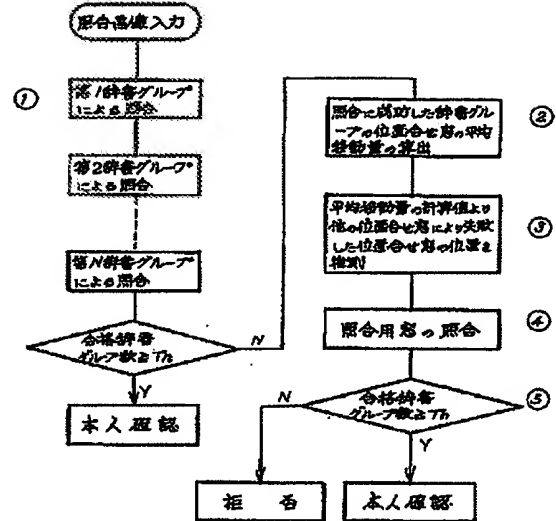 照合画像入力
①
第1辞書グループ
による照合
第2辞書グループ
による照合
第N辞書グループ
による照合
合格辞書
グループ数≧Th
N
Y
本人確認
照合に成功した辞書グル
ープの位置合せ窓の平均
移動量の算出
②
平均移動量の計算値より
他の位置合せ窓により失敗
した位置合せ窓の位置を
推測
③
照合用窓の照合
④
合格辞書
グループ数≧Th
⑤
N
Y
拒否
本人確認